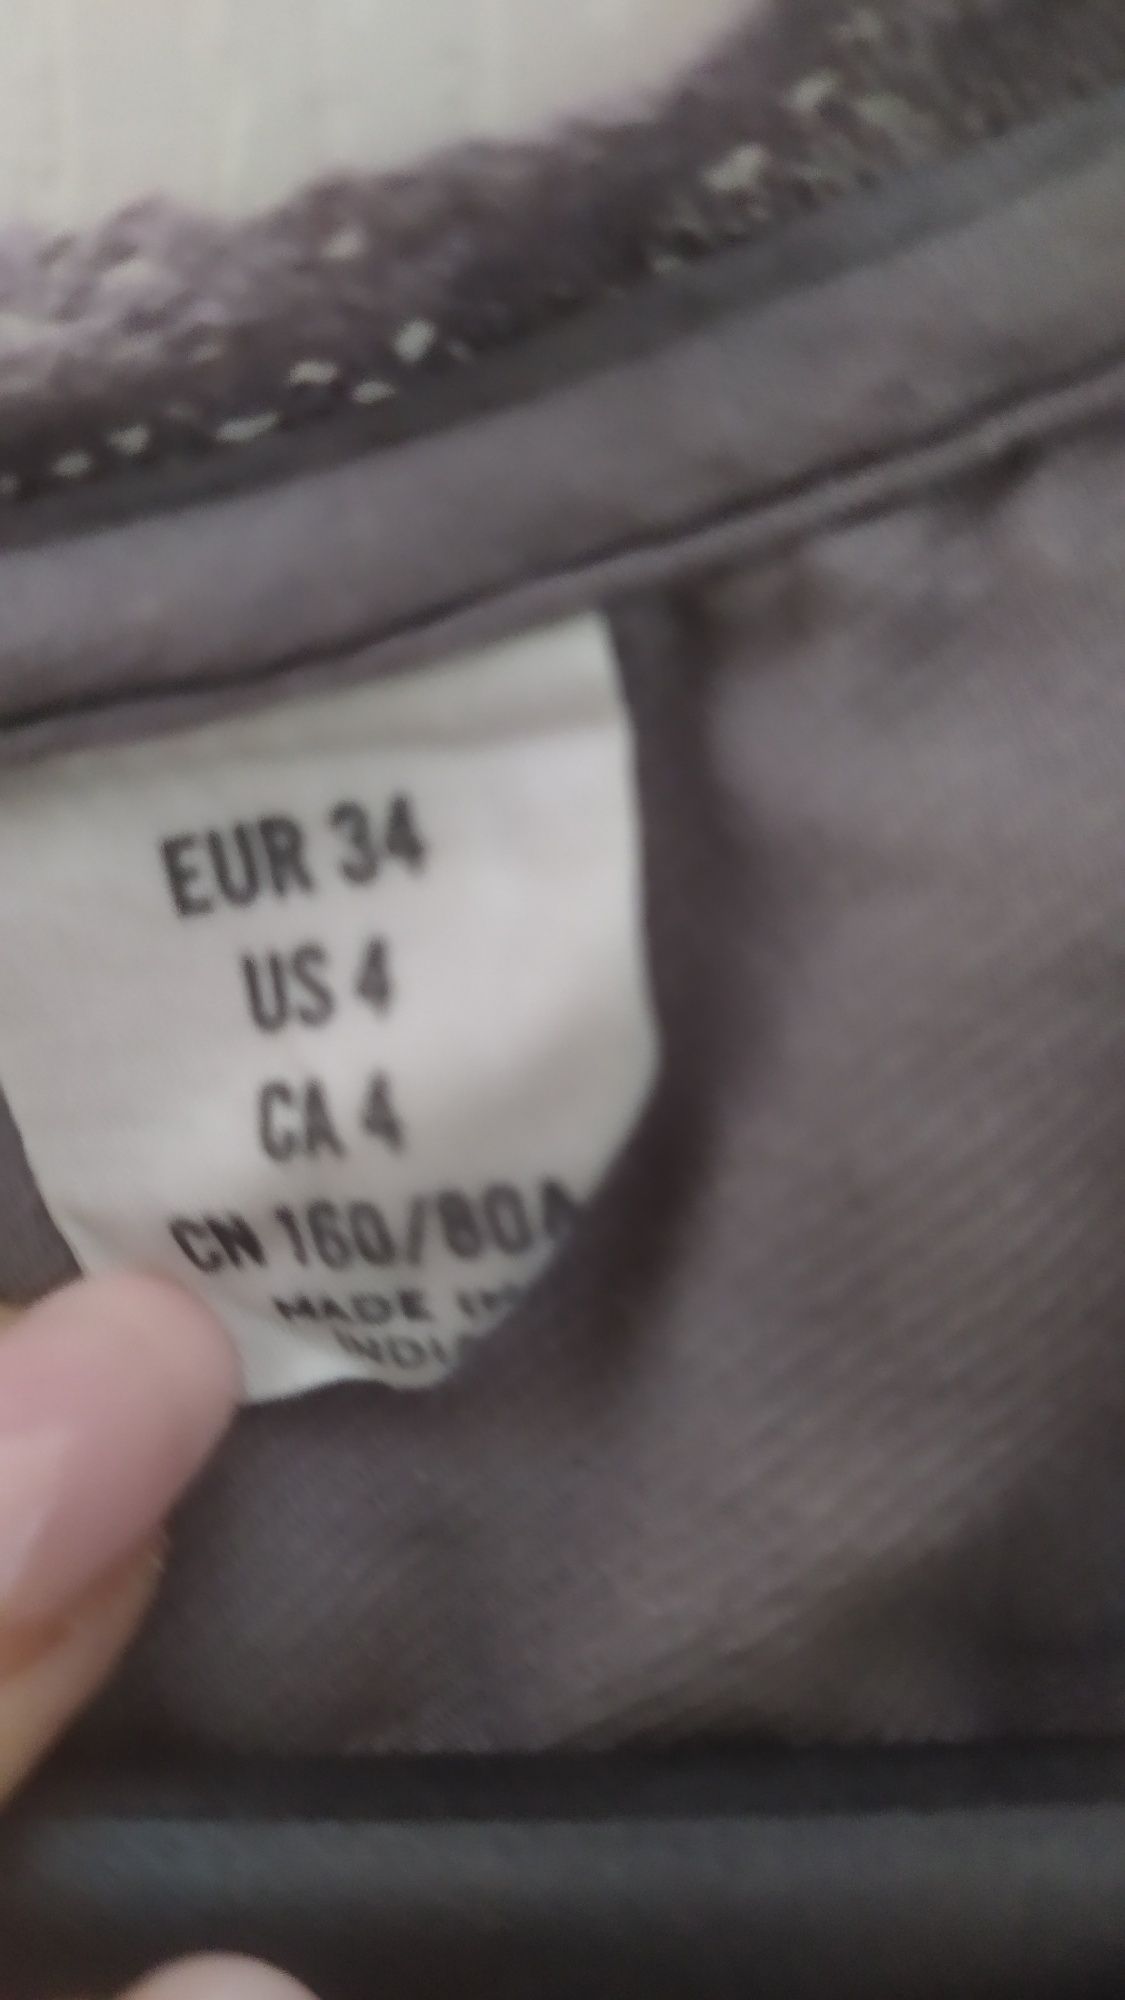 EUR 34
US 4
CA 4
CN 160/80A
MADE IN